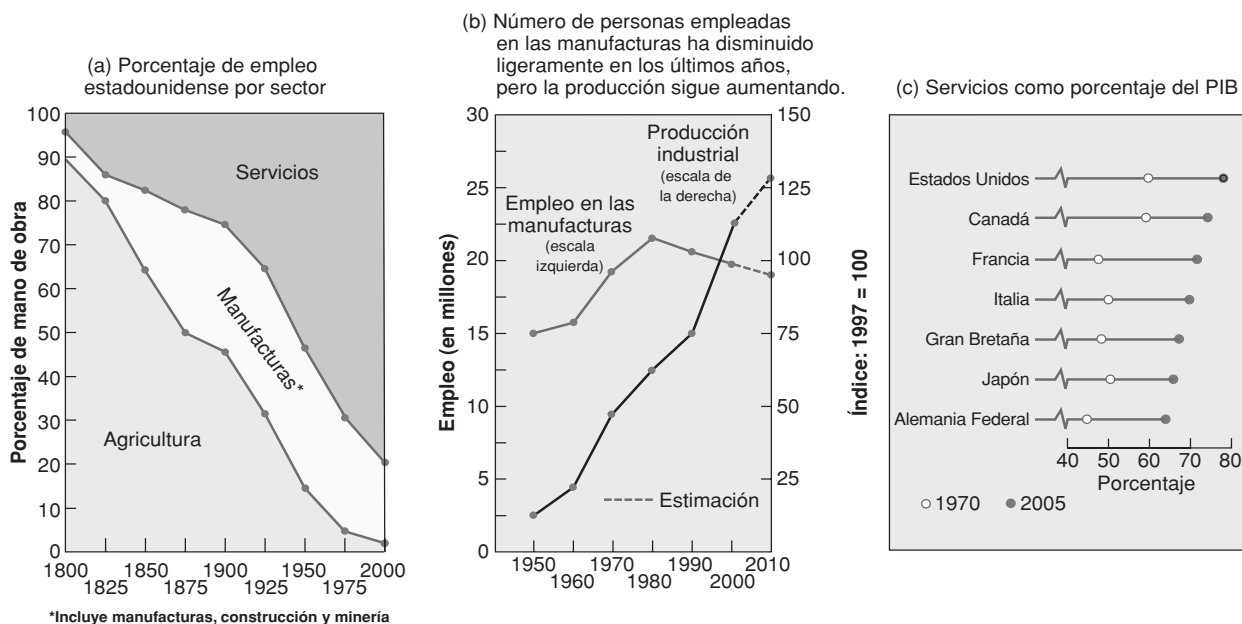 (a) Porcentaje de empleo
estadounidense por sector
100
90
80
70
60
50
40
30
20
10
0
Porcentaje de mano de obra
Servicios
Manufacturas*
Agricultura
1800 1850 1900 1950 2000
1825 1875 1925 1975
*Incluye manufacturas, construcción y minería
(b) Número de personas empleadas
en las manufacturas ha disminuido
ligeramente en los últimos años,
pero la producción sigue aumentando.
30
25
20
15
10
5
0
Empleo (en millones)
Producción
industrial
(escala de
la derecha)
Empleo en las
manufacturas
(escala
izquierda)
Estimación
150
125
100
75
50
25
Índice: 1997 = 100
1950 1970 1990 2010
1960 1980 2000
(c) Servicios como porcentaje del PIB
Estados Unidos
Canadá
Francia
Italia
Gran Bretaña
Japón
Alemania Federal
40 50 60 70 80
Porcentaje
1970 2005